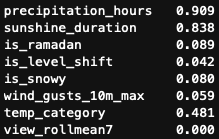 precipitation_hours 0.909
sunshine_duration 0.838
is_ramadan 0.089
is_level_shift 0.042
is_snowy 0.080
wind_gusts_10m_max 0.059
temp_category 0.481
view_rollmean7 0.000